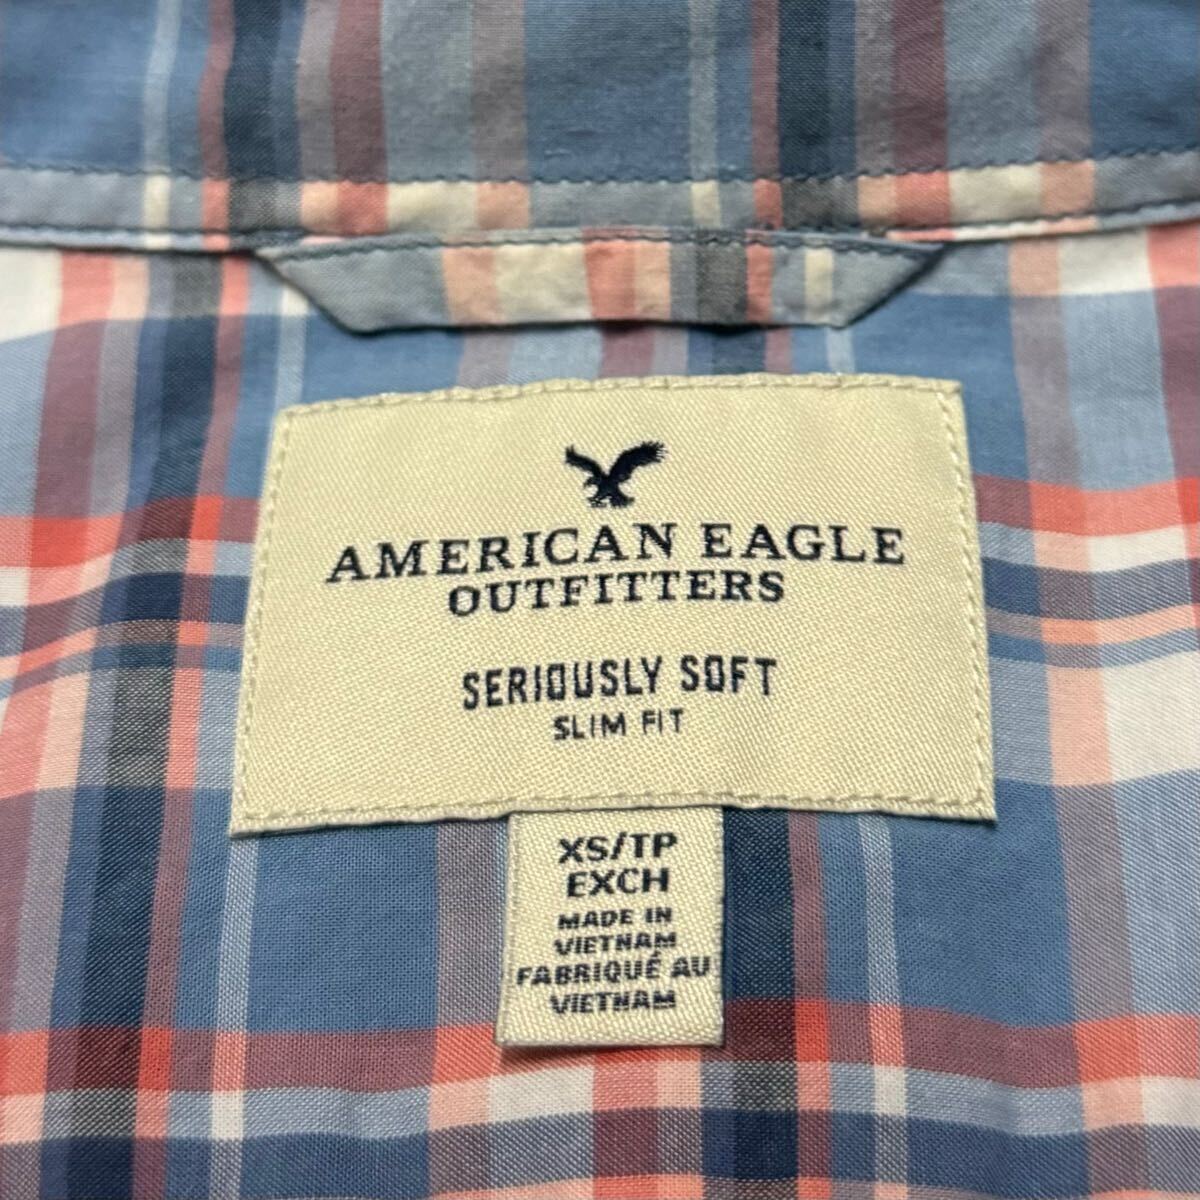 AMERICAN EAGLE
OUTFITTERS
SERIOUSLY SOFT
SLIM FIT
XS/TP
EXCH
MADE IN
VIETNAM
FABRIQUÉ AU
VIETNAM